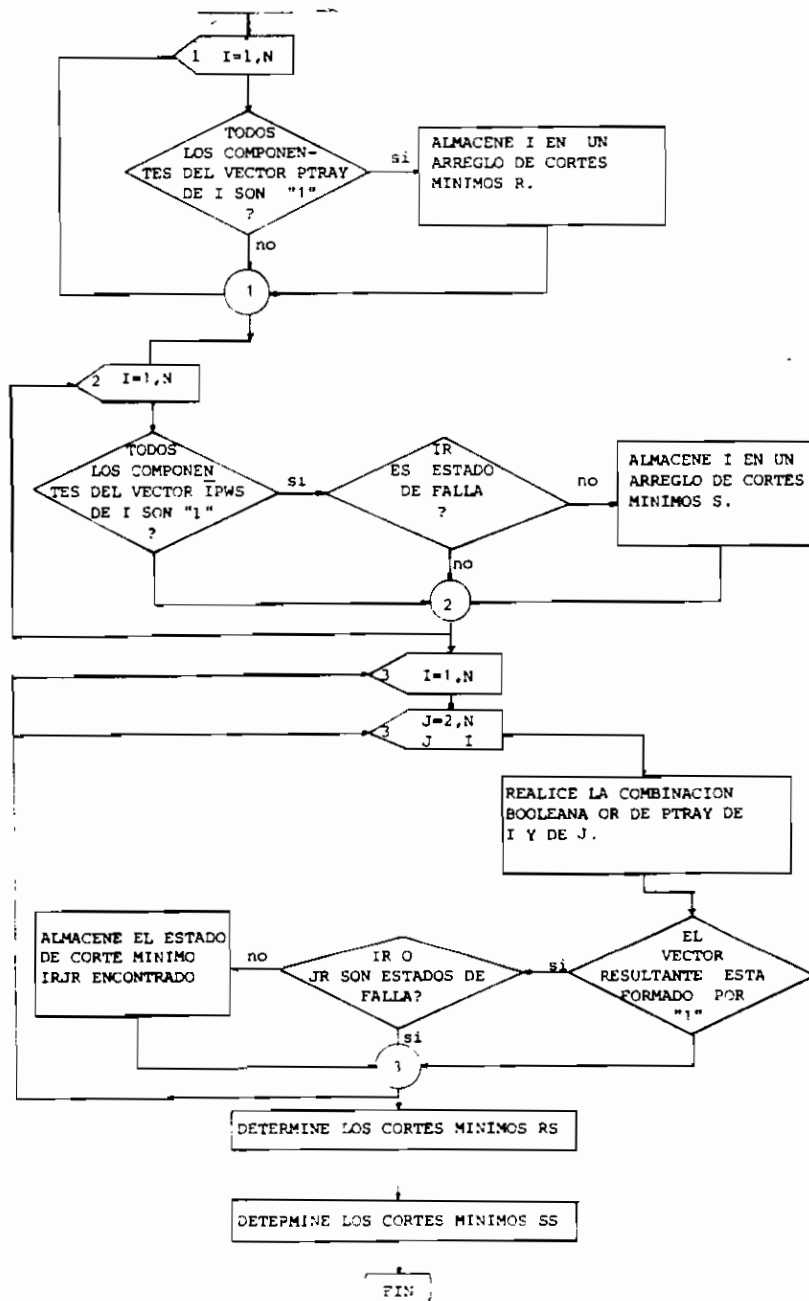 1 I=1,N
TODOS
LOS COMPONEN-
TES DEL VECTOR PTRAY
DE I SON "1"
?
si
ALMACENE I EN UN
ARREGLO DE CORTES
MINIMOS R.
no
1
2 I=1,N
TODOS
LOS COMPONEN
TES DEL VECTOR IPWS
DE I SON "1"
?
si
IR
ES ESTADO
DE FALLA
?
no
ALMACENE I EN UN
ARREGLO DE CORTES
MINIMOS S.
no
2
3 I=1,N
3 J=2,N
J I
REALICE LA COMBINACION
BOOLEANA OR DE PTRAY DE
I Y DE J.
ALMACENE EL ESTADO
DE CORTE MINIMO
IRJR ENCONTRADO
no
IR O
JR SON ESTADOS DE
FALLA?
si
EL
VECTOR
RESULTANTE ESTA
FORMADO POR
"1"
si
3
DETERMINE LOS CORTES MINIMOS RS
DETERMINE LOS CORTES MINIMOS SS
FIN